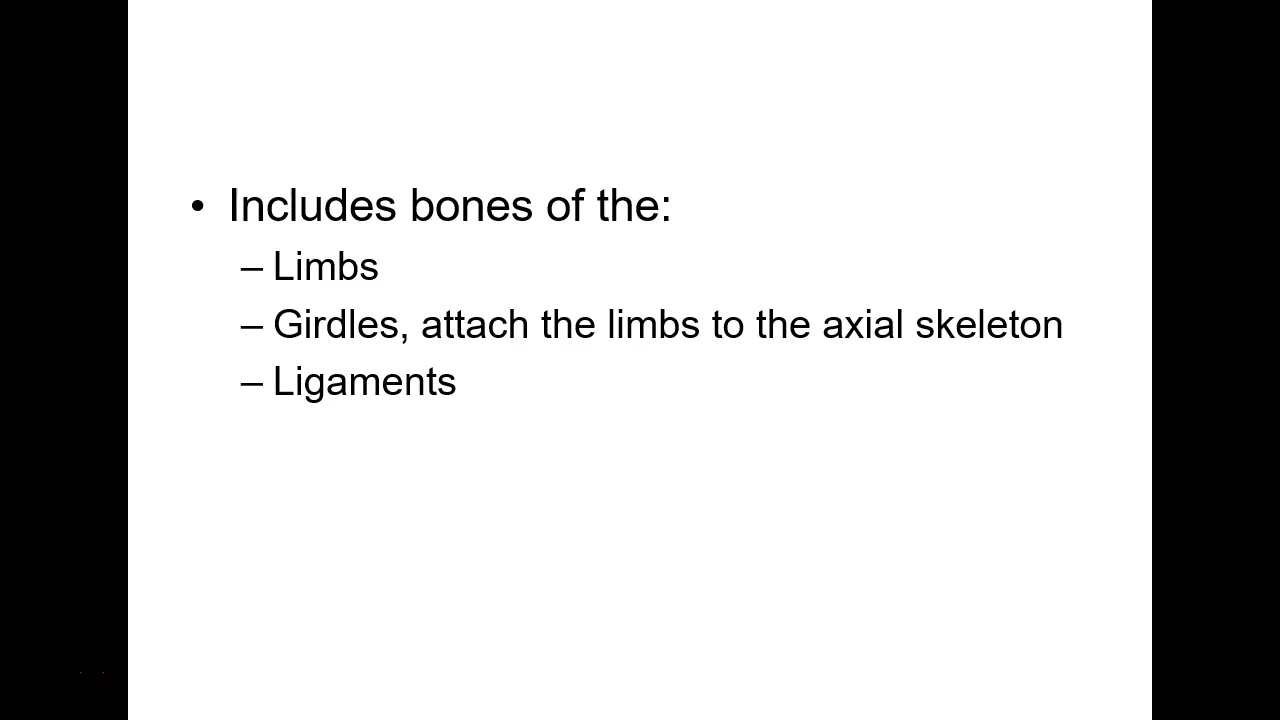 • Includes bones of the:
– Limbs
– Girdles, attach the limbs to the axial skeleton
– Ligaments